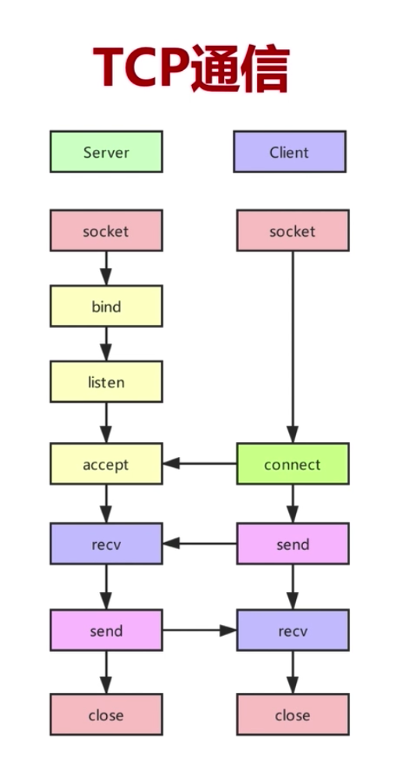 TCP通信
Server
Client
socket
socket
bind
listen
accept
connect
recv
send
send
recv
close
close